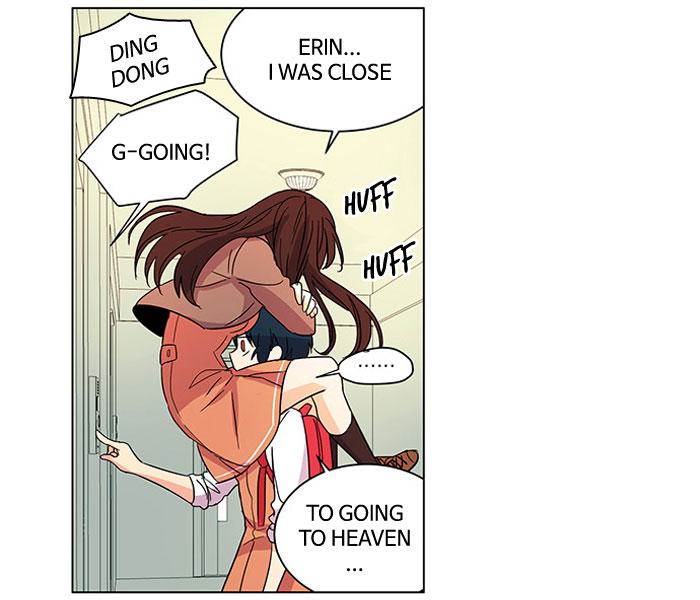 DING
DONG
ERIN...
I WAS CLOSE
G-GOING!
HUFF
HUFF
......
TO GOING
TO HEAVEN
...